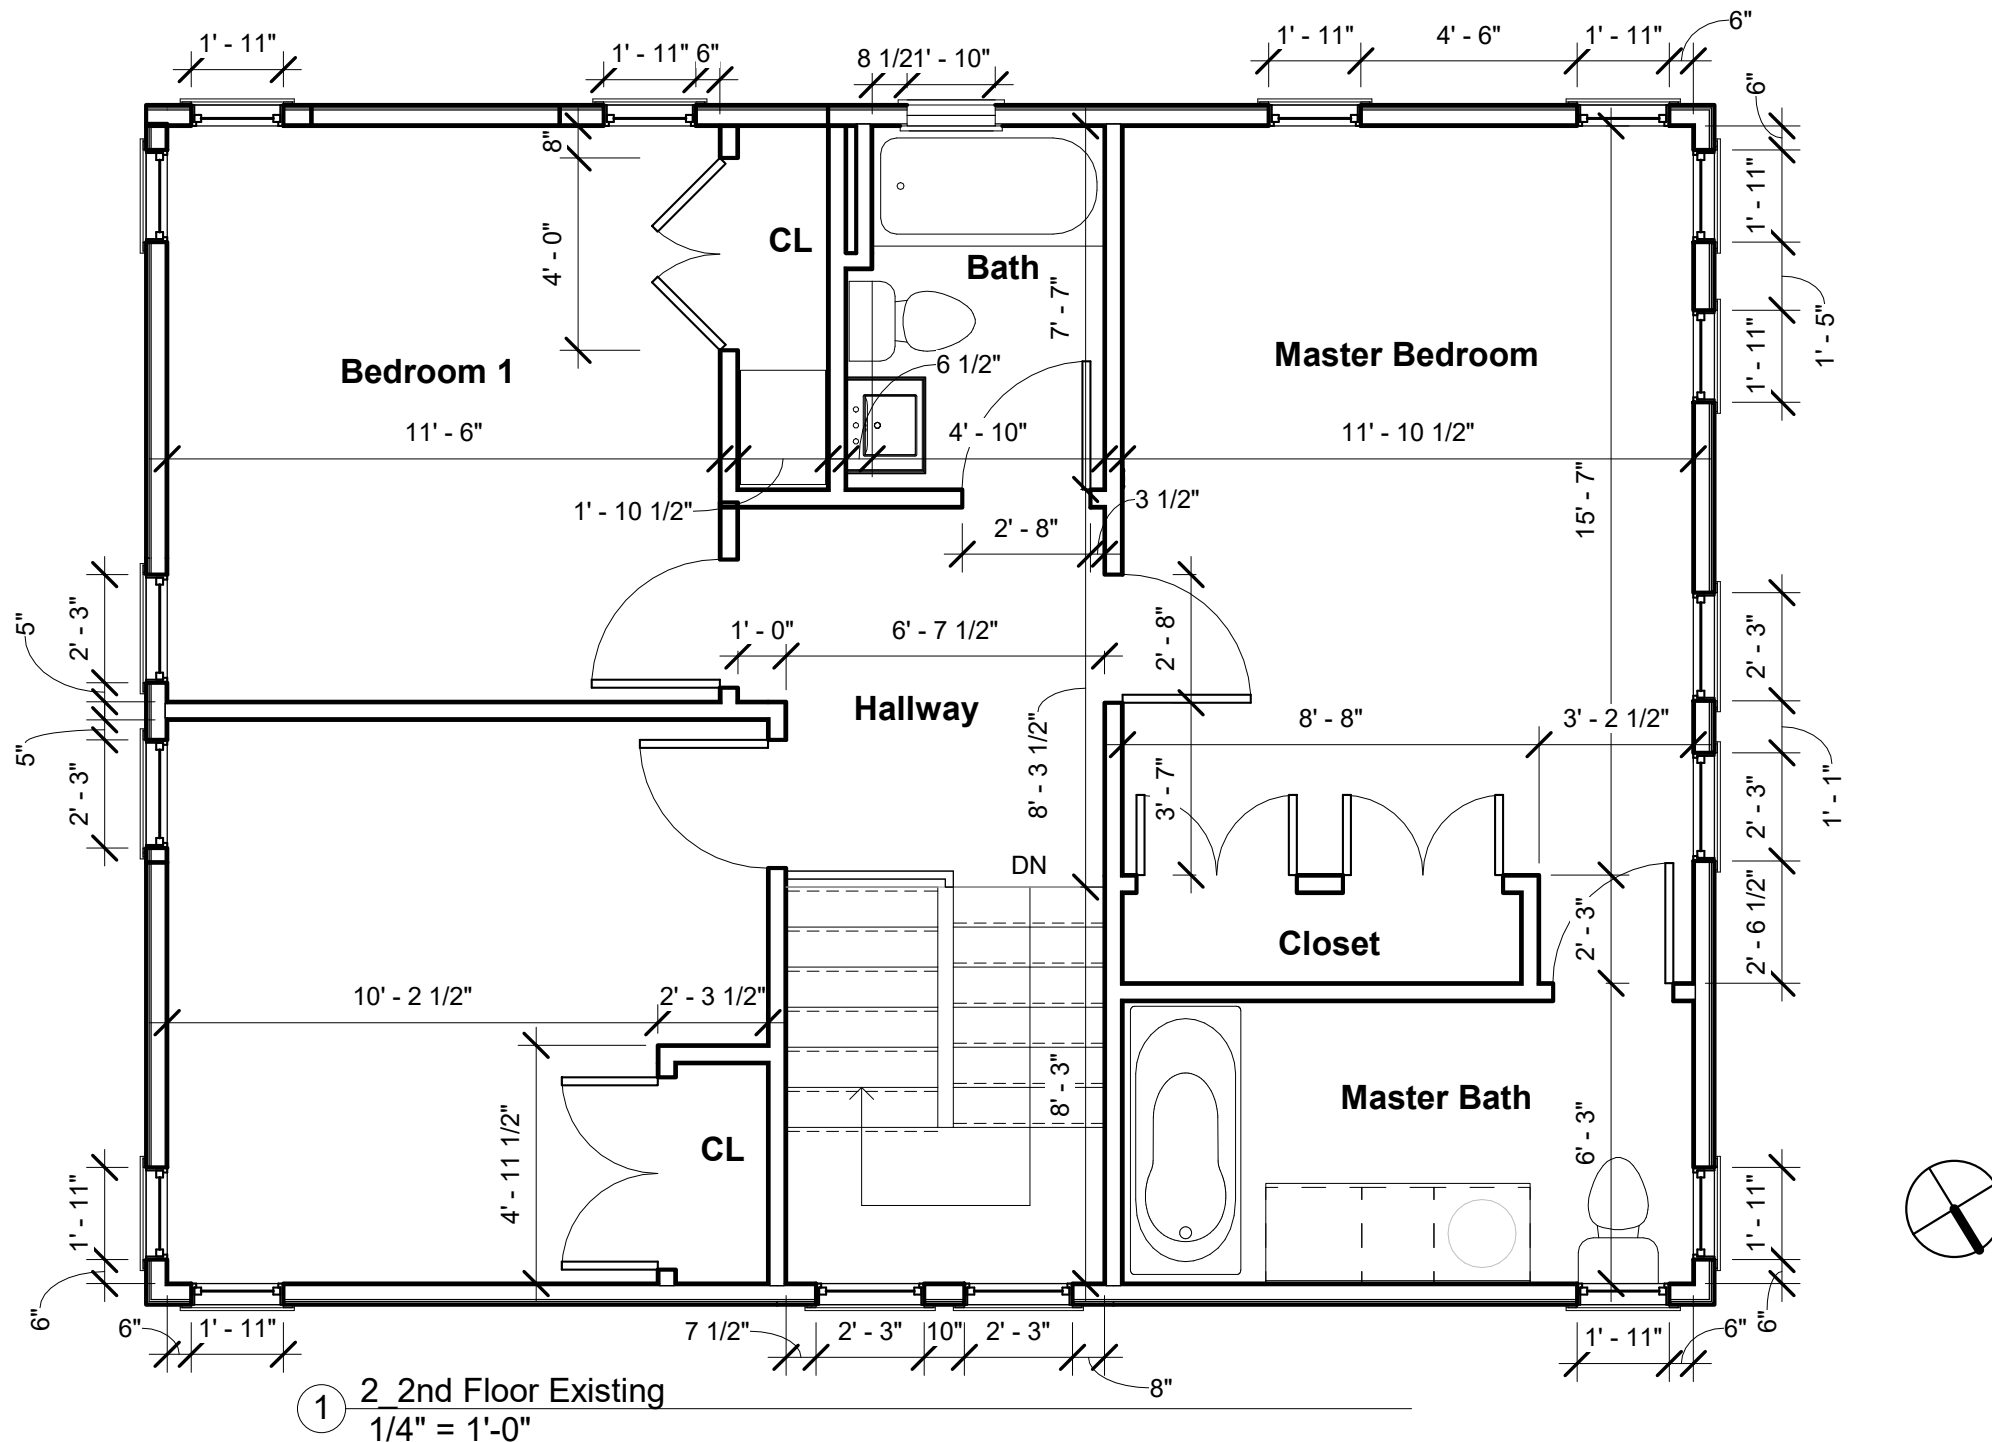 1' - 11"
1' - 11"
6"
8 1/2
1' - 10"
1' - 11"
4' - 6"
1' - 11"
6"
6"
8"
4' - 0"
CL
Bath
7' - 7"
1' - 11"
1' - 5"
1' - 11"
Bedroom 1
6 1/2"
Master Bedroom
11' - 6"
4' - 10"
11' - 10 1/2"
1' - 10 1/2"
3 1/2"
2' - 8"
15' - 7"
5"
2' - 3"
1' - 0"
6' - 7 1/2"
2' - 8"
2' - 3"
Hallway
8' - 8"
3' - 2 1/2"
5"
2' - 3"
8' - 3 1/2"
3' - 7"
2' - 3"
1' - 1"
DN
Closet
2' - 3"
2' - 6 1/2"
10' - 2 1/2"
2' - 3 1/2"
8' - 3"
Master Bath
4' - 11 1/2"
CL
6' - 3"
1' - 11"
1' - 11"
6"
6"
6"
1' - 11"
7 1/2"
2' - 3"
10"
2' - 3"
8"
1' - 11"
6"
1
2_2nd Floor Existing
1/4" = 1'-0"